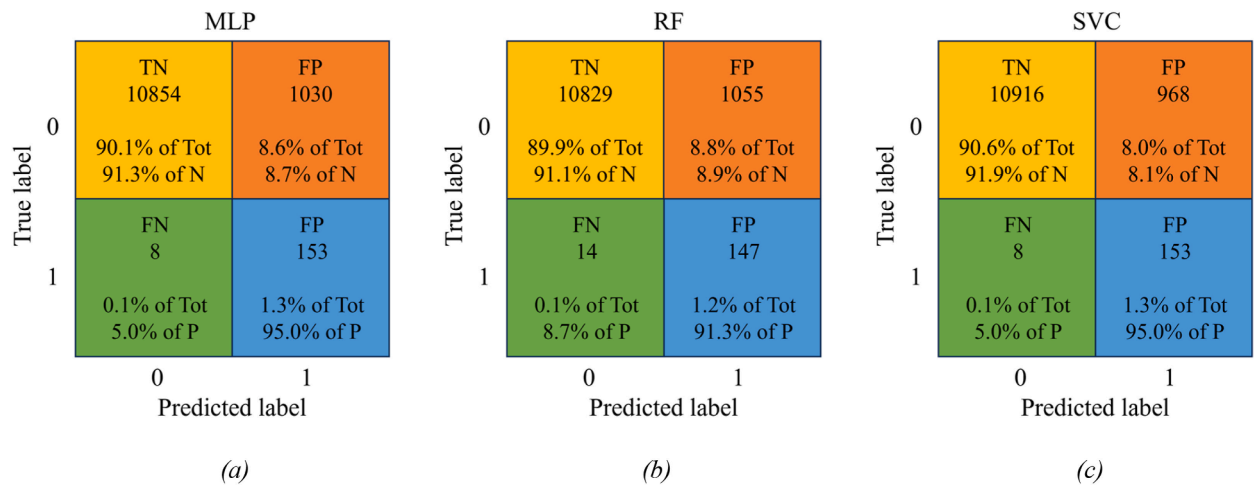 MLP
TN
10854
90.1% of Tot
91.3% of N
FP
1030
8.6% of Tot
8.7% of N
FN
8
0.1% of Tot
5.0% of P
FP
153
1.3% of Tot
95.0% of P
True label
0
1
0
1
Predicted label
(a)
RF
TN
10829
89.9% of Tot
91.1% of N
FP
1055
8.8% of Tot
8.9% of N
FN
14
0.1% of Tot
8.7% of P
FP
147
1.2% of Tot
91.3% of P
True label
0
1
0
1
Predicted label
(b)
SVC
TN
10916
90.6% of Tot
91.9% of N
FP
968
8.0% of Tot
8.1% of N
FN
8
0.1% of Tot
5.0% of P
FP
153
1.3% of Tot
95.0% of P
True label
0
1
0
1
Predicted label
(c)